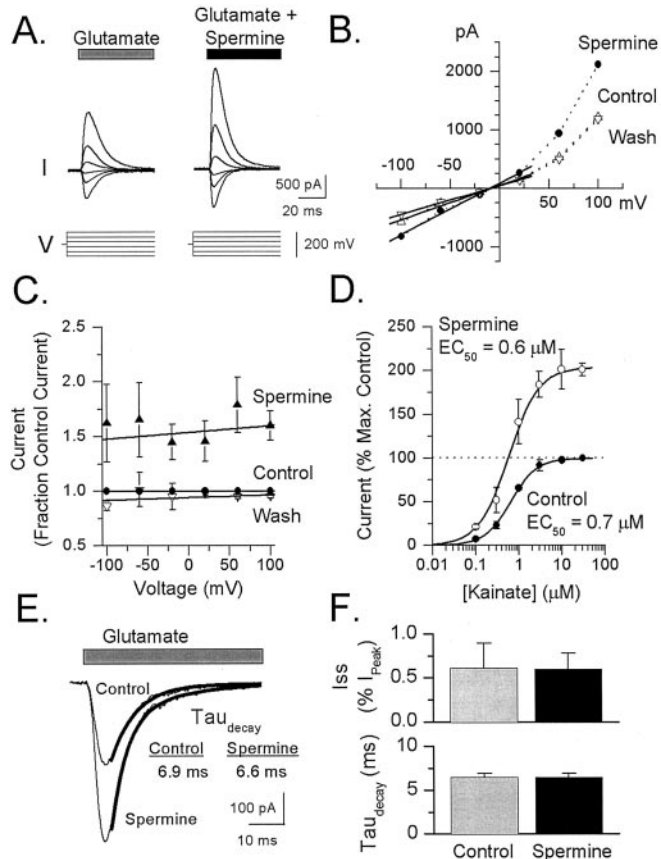 A.
Glutamate
Glutamate +
Spermine
I
500 pA
20 ms
V
200 mV
B.
pA
Spermine
2000
Control
1000
Wash
-100
-50
50
100
mV
-1000
C.
2.5
2.0
1.5
1.0
0.5
Current
(Fraction Control Current)
Spermine
Control
Wash
-100
-50
0
50
100
Voltage (mV)
D.
250
200
150
100
50
0
Current (% Max. Control)
Spermine
EC50 = 0.6 μM
Control
EC50 = 0.7 μM
0.01
0.1
1
10
100
[Kainate] (μM)
E.
Glutamate
Control
Tau decay
Control
Spermine
6.9 ms
6.6 ms
Spermine
100 pA
10 ms
F.
Iss
(% I Peak)
1.0
0.5
0.0
Tau decay (ms)
10
5
0
Control
Spermine